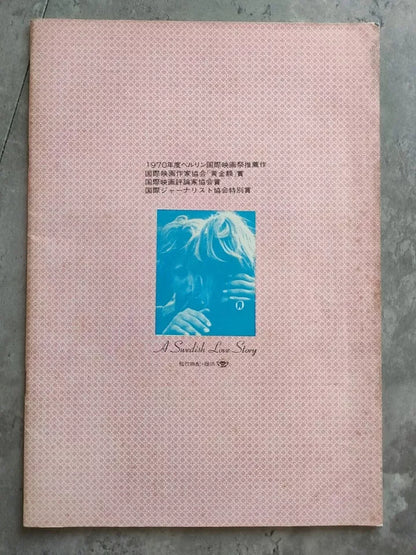 1970年度ベルリン国際映画祭推薦作
国際映画作家協会「黄金額」賞
国際映画評論家協会賞
国際ジャーナリスト協会特別賞
A Swedish Love Story